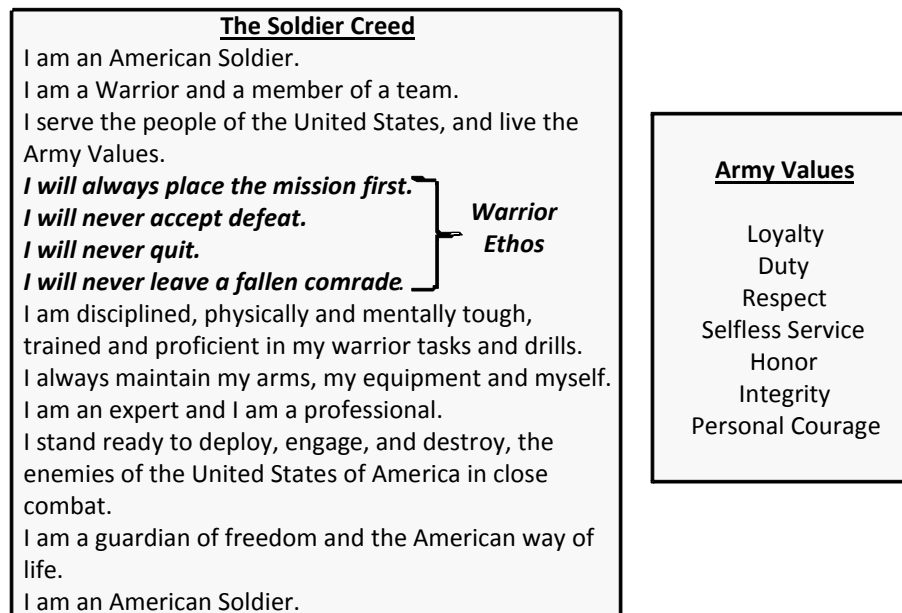 The Soldier Creed
I am an American Soldier.
I am a Warrior and a member of a team.
I serve the people of the United States, and live the
Army Values.
I will always place the mission first.
I will never accept defeat.
I will never quit.
I will never leave a fallen comrade.
Warrior
Ethos
I am disciplined, physically and mentally tough,
trained and proficient in my warrior tasks and drills.
I always maintain my arms, my equipment and myself.
I am an expert and I am a professional.
I stand ready to deploy, engage, and destroy, the
enemies of the United States of America in close
combat.
I am a guardian of freedom and the American way of
life.
I am an American Soldier.
Army Values
Loyalty
Duty
Respect
Selfless Service
Honor
Integrity
Personal Courage